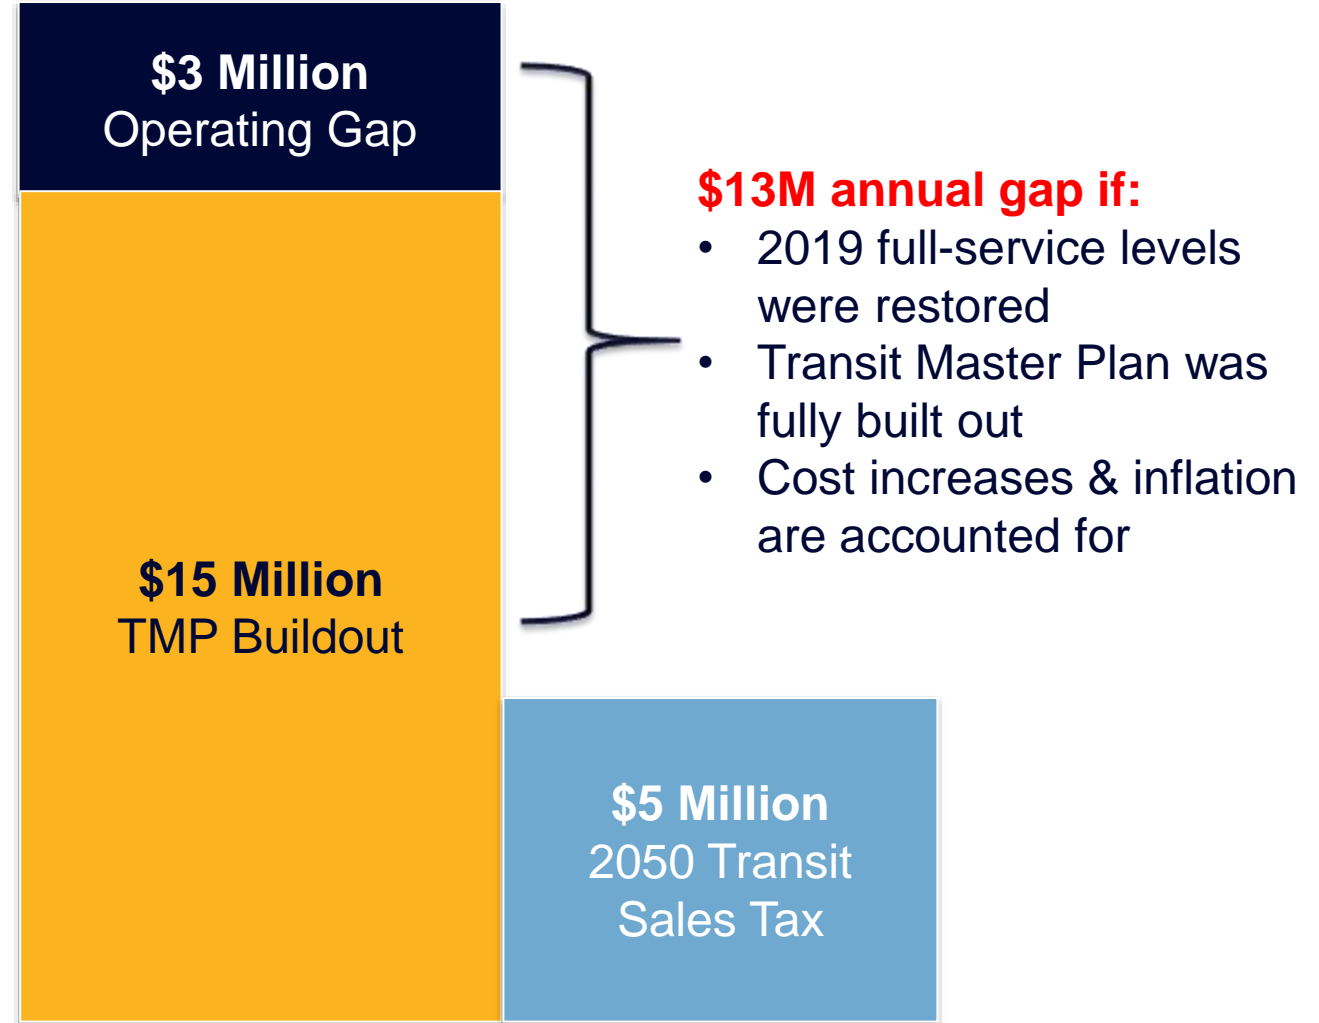 $3 Million
Operating Gap
$15 Million
TMP Buildout
$5 Million
2050 Transit
Sales Tax
$13M annual gap if:
• 2019 full-service levels
were restored
• Transit Master Plan was
fully built out
• Cost increases & inflation
are accounted for